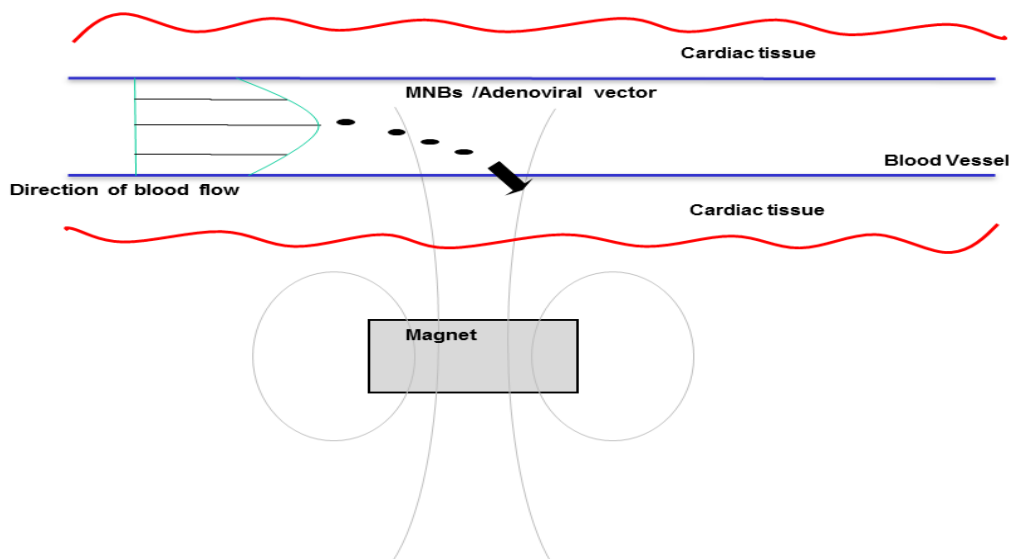 Cardiac tissue
MNBs /Adenoviral vector
Blood Vessel
Direction of blood flow
Cardiac tissue
Magnet